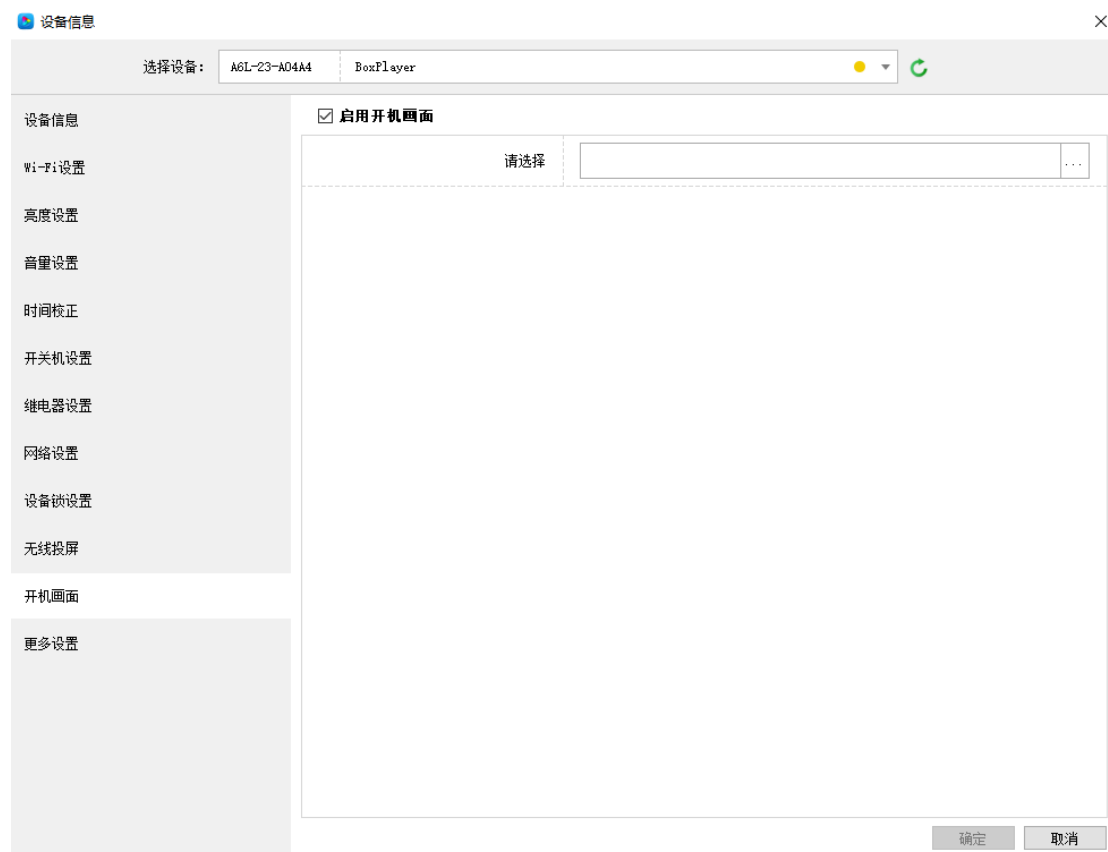 设备信息
选择设备: A6L-23-A04A4 BoxPlayer
设备信息
Wi-Fi设置
亮度设置
音量设置
时间校正
开关机设置
继电器设置
网络设置
设备锁设置
无线投屏
开机画面
更多设置
启用开机画面
请选择 ...
确定 取消